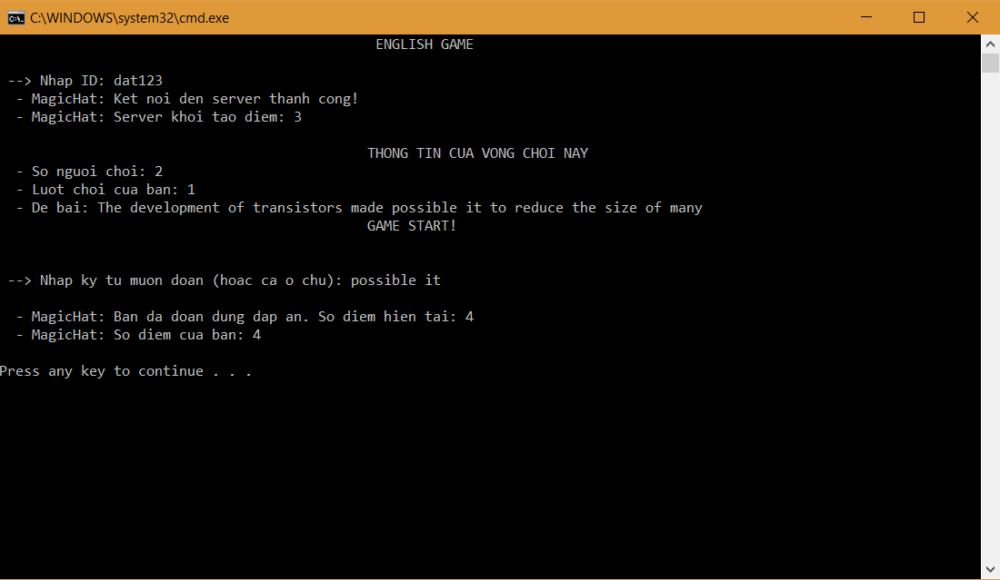 C:\WINDOWS\system32\cmd.exe
ENGLISH GAME
--> Nhap ID: dat123
- MagicHat: Ket noi den server thanh cong!
- MagicHat: Server khoi tao diem: 3
THONG TIN CUA VONG CHOI NAY
- So nguoi choi: 2
- Luot choi cua ban: 1
- De bai: The development of transistors made possible it to reduce the size of many
GAME START!
--> Nhap ky tu muon doan (hoac ca o chu): possible it
- MagicHat: Ban da doan dung dap an. So diem hien tai: 4
- MagicHat: So diem cua ban: 4
Press any key to continue . . .